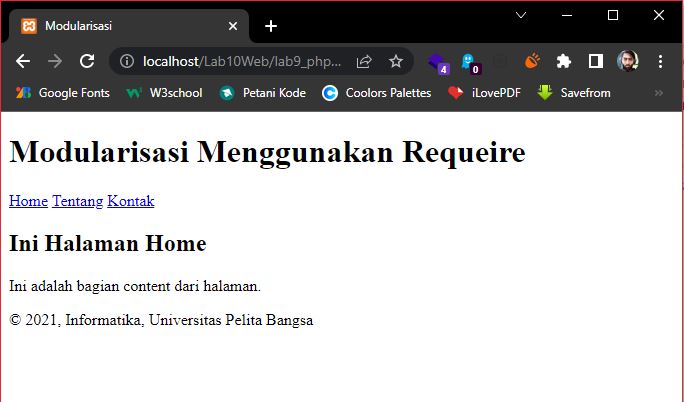 Modularisasi
localhost/Lab10Web/lab9_php...
4
0
Google Fonts W3school Petani Kode Coolors Palettes iLovePDF Savefrom »
Modularisasi Menggunakan Requeire
Home Tentang Kontak
Ini Halaman Home
Ini adalah bagian content dari halaman.
© 2021, Informatika, Universitas Pelita Bangsa